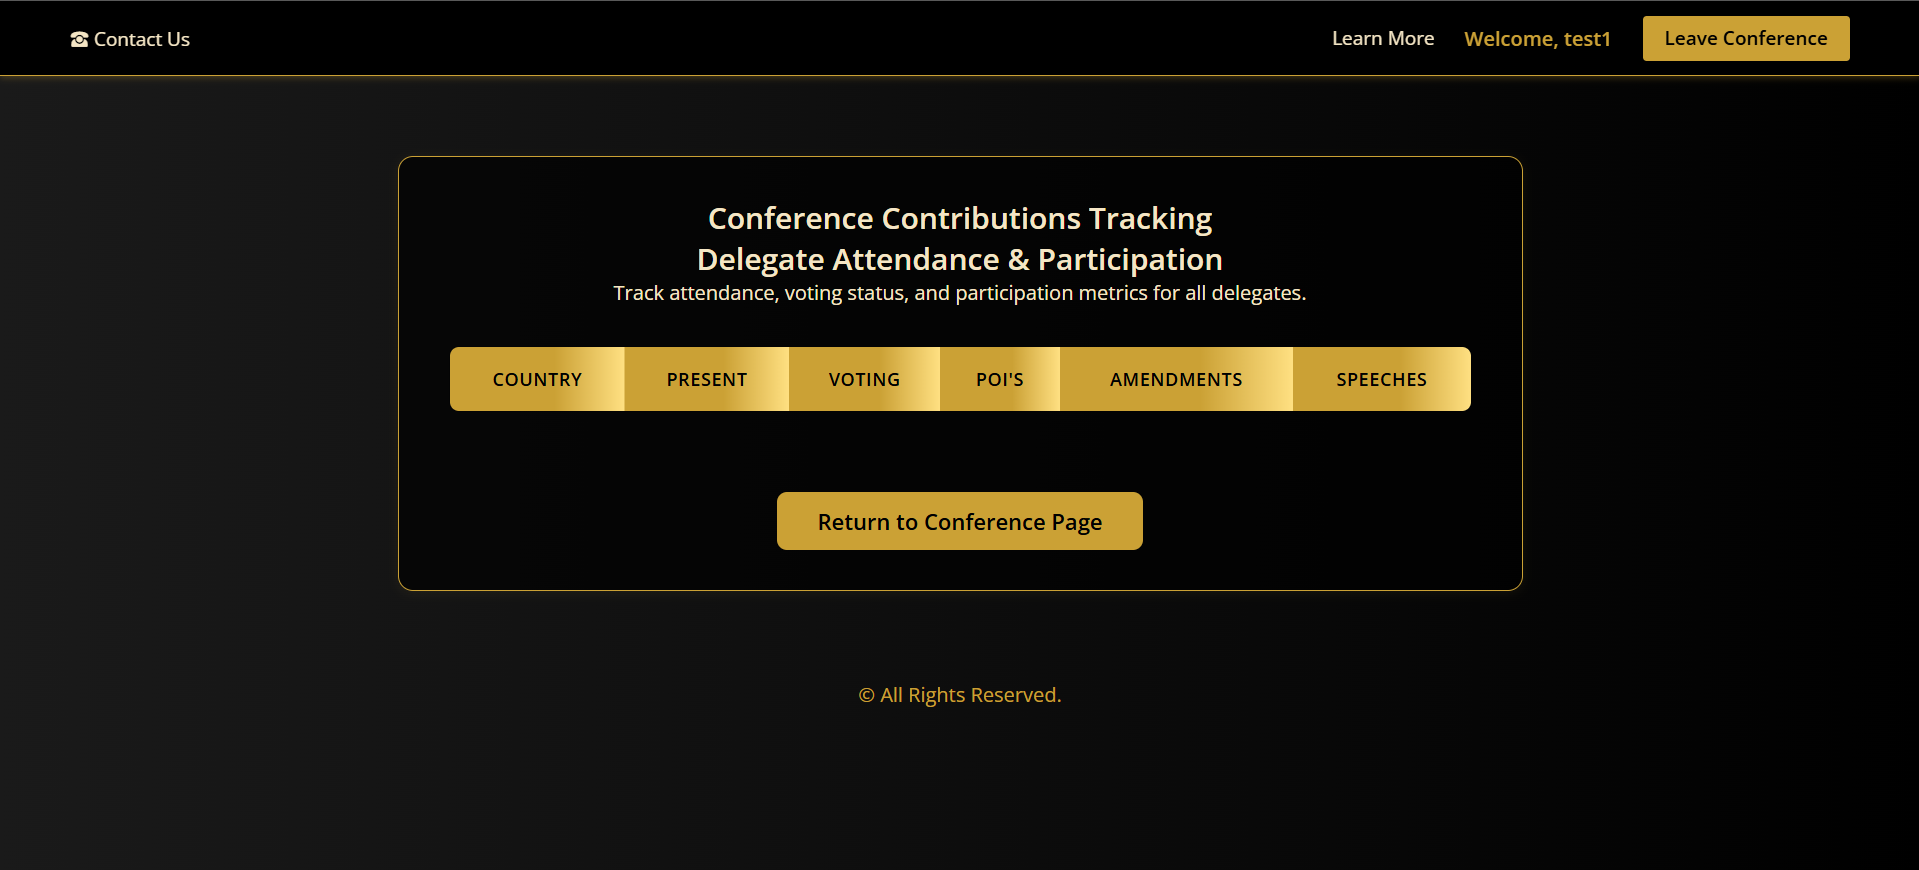 ☎ Contact Us
Learn More
Welcome, test1
Leave Conference
Conference Contributions Tracking
Delegate Attendance & Participation
Track attendance, voting status, and participation metrics for all delegates.
COUNTRY PRESENT VOTING POI'S AMENDMENTS SPEECHES
Return to Conference Page
© All Rights Reserved.